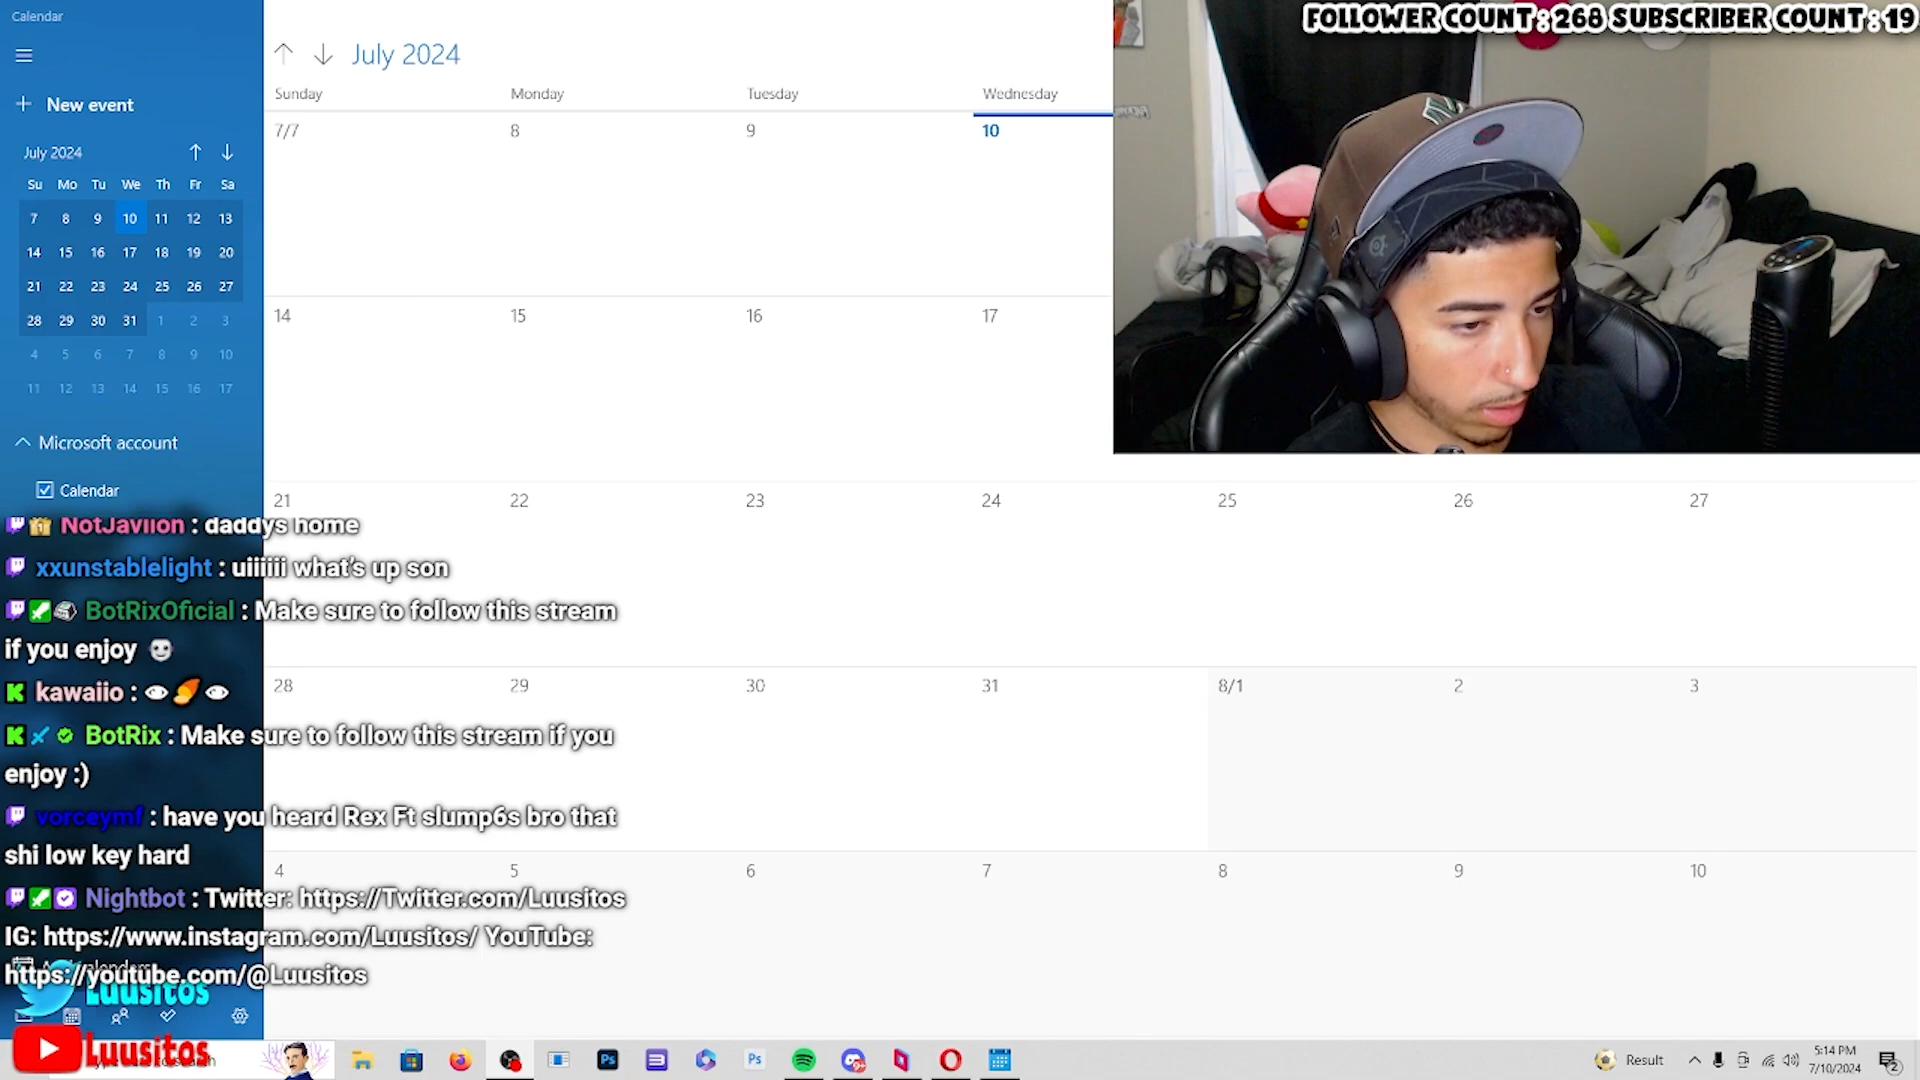 Calendar
FOLLOWER COUNT : 268 SUBSCRIBER COUNT : 19
July 2024
New event
Sunday Monday Tuesday Wednesday
7/7 8 9 10
July 2024
Su Mo Tu We Th Fr Sa
7 8 9 10 11 12 13
14 15 16 17 18 19 20
21 22 23 24 25 26 27
28 29 30 31 1 2 3
4 5 6 7 8 9 10
11 12 13 14 15 16 17
14 15 16 17
Microsoft account
Calendar
21 22 23 24 25 26 27
NotJaviion : daddys home
xxunstablelight : uiiiiii what's up son
BotRixOficial : Make sure to follow this stream
if you enjoy
28 29 30 31 8/1 2 3
kawaiio :
BotRix : Make sure to follow this stream if you
enjoy :)
vorceymf : have you heard Rex Ft slump6s bro that
shi low key hard
4 5 6 7 8 9 10
Nightbot : Twitter: https://Twitter.com/Luusitos
IG: https://www.instagram.com/Luusitos/ YouTube:
https://youtube.com/@Luusitos
Luusitos
Luusitos
Ps
Ps
Result
5:14 PM
7/10/2024
2